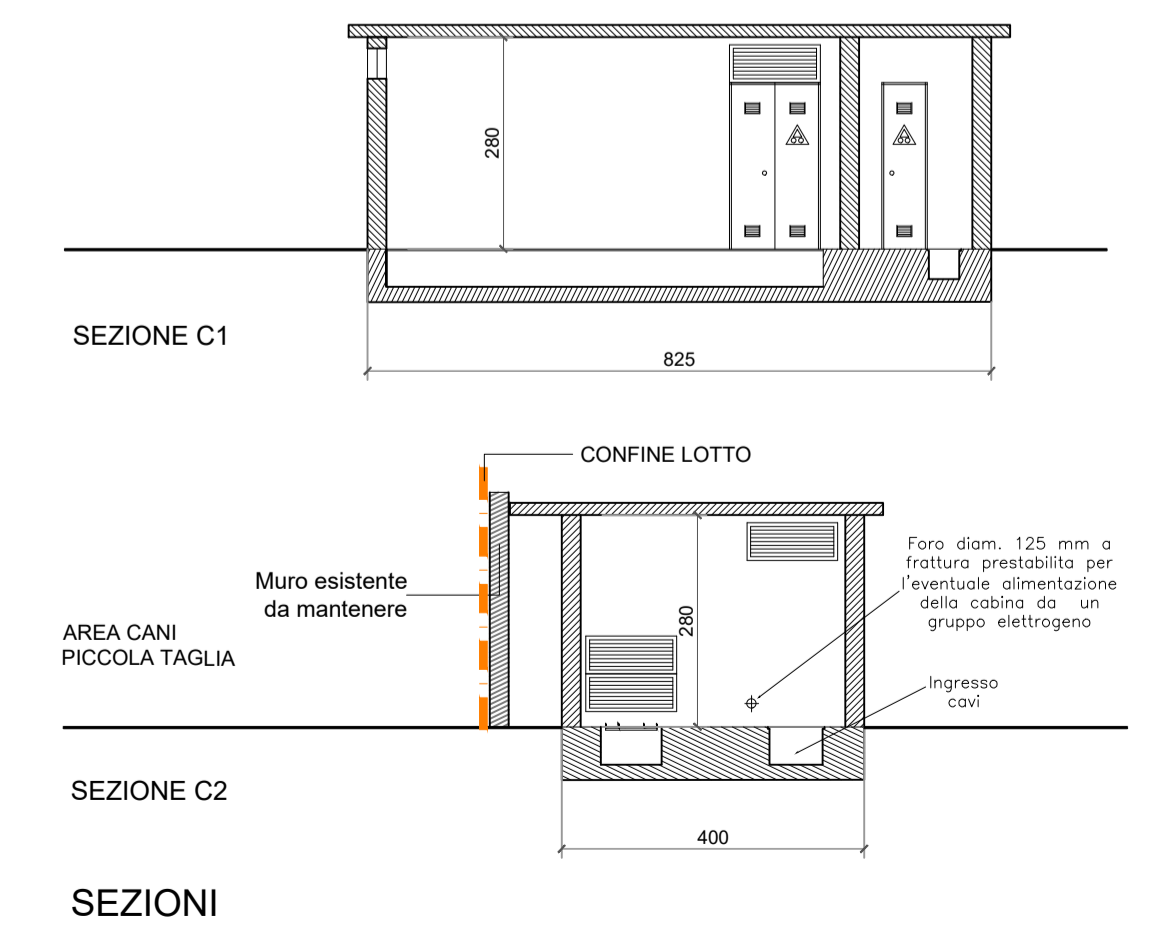 280
SEZIONE C1
825
CONFINE LOTTO
Muro esistente
da mantenere
AREA CANI
PICCOLA TAGLIA
280
Foro diam. 125 mm a
frattura prestabilita per
l'eventuale alimentazione
della cabina da un
gruppo elettrogeno
Ingresso
cavi
SEZIONE C2
400
SEZIONI